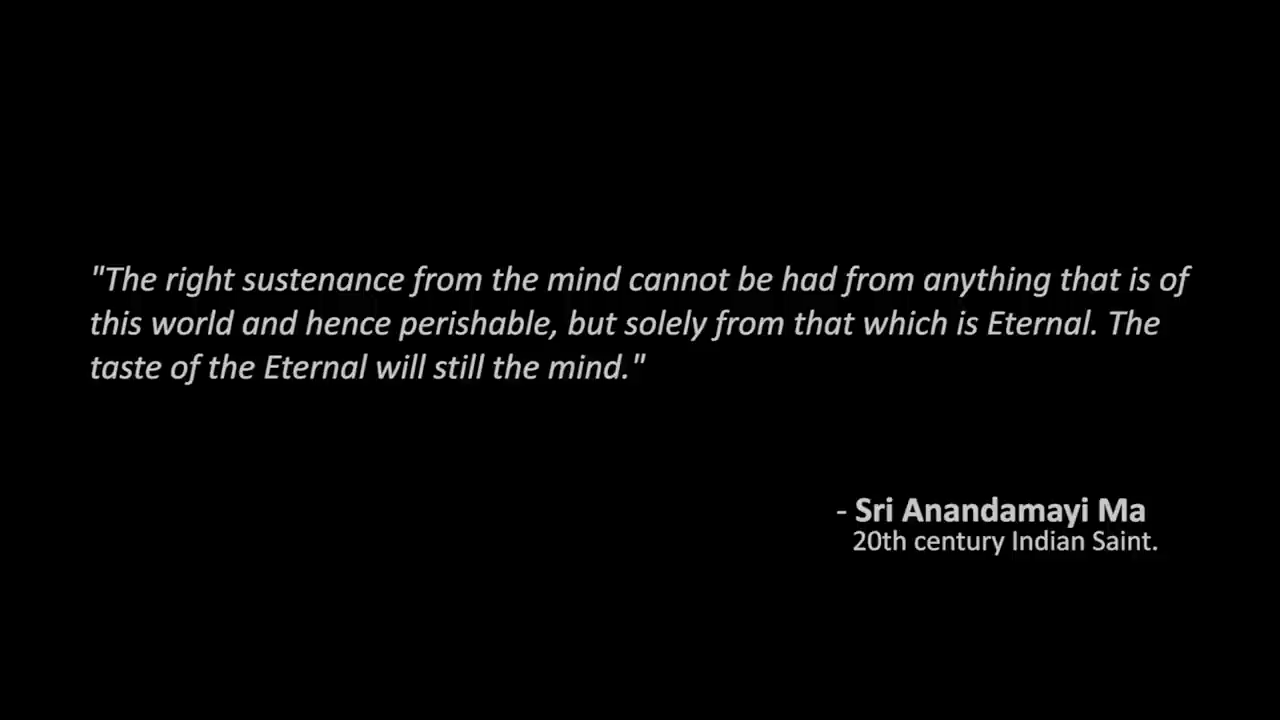 "The right sustenance from the mind cannot be had from anything that is of
this world and hence perishable, but solely from that which is Eternal. The
taste of the Eternal will still the mind."
- Sri Anandamayi Ma
20th century Indian Saint.